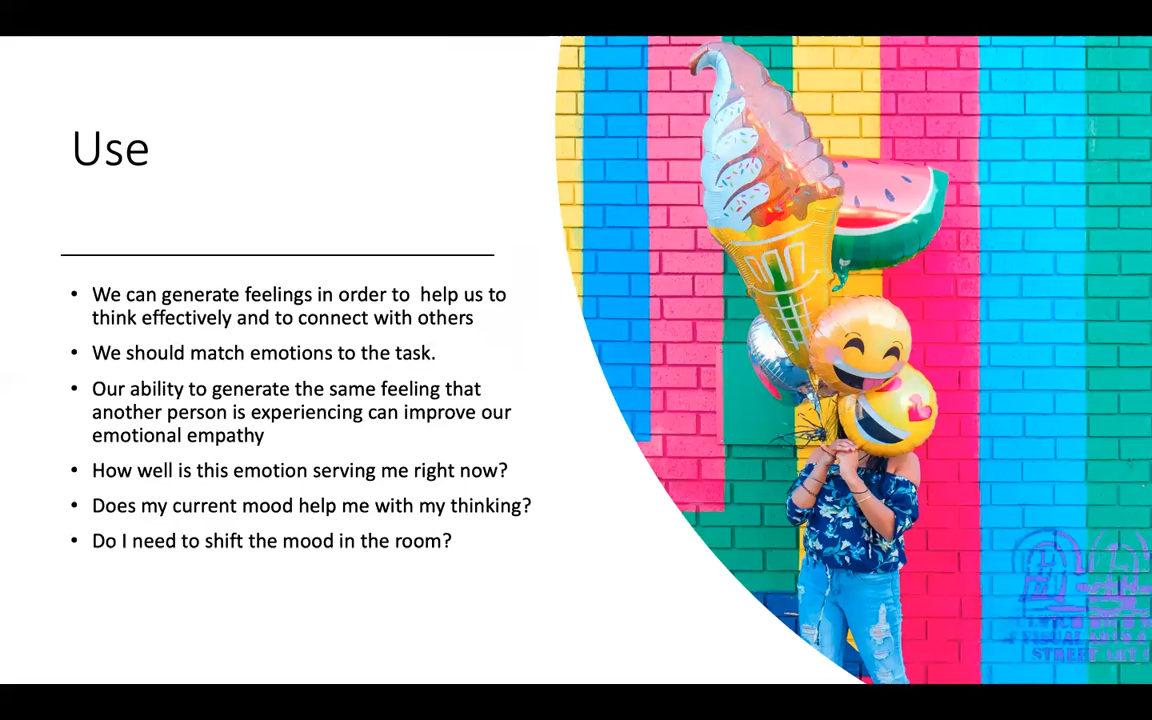 Use
• We can generate feelings in order to  help us to
think effectively and to connect with others
• We should match emotions to the task.
• Our ability to generate the same feeling that
another person is experiencing can improve our
emotional empathy
• How well is this emotion serving me right now?
• Does my current mood help me with my thinking?
• Do I need to shift the mood in the room?
STREET